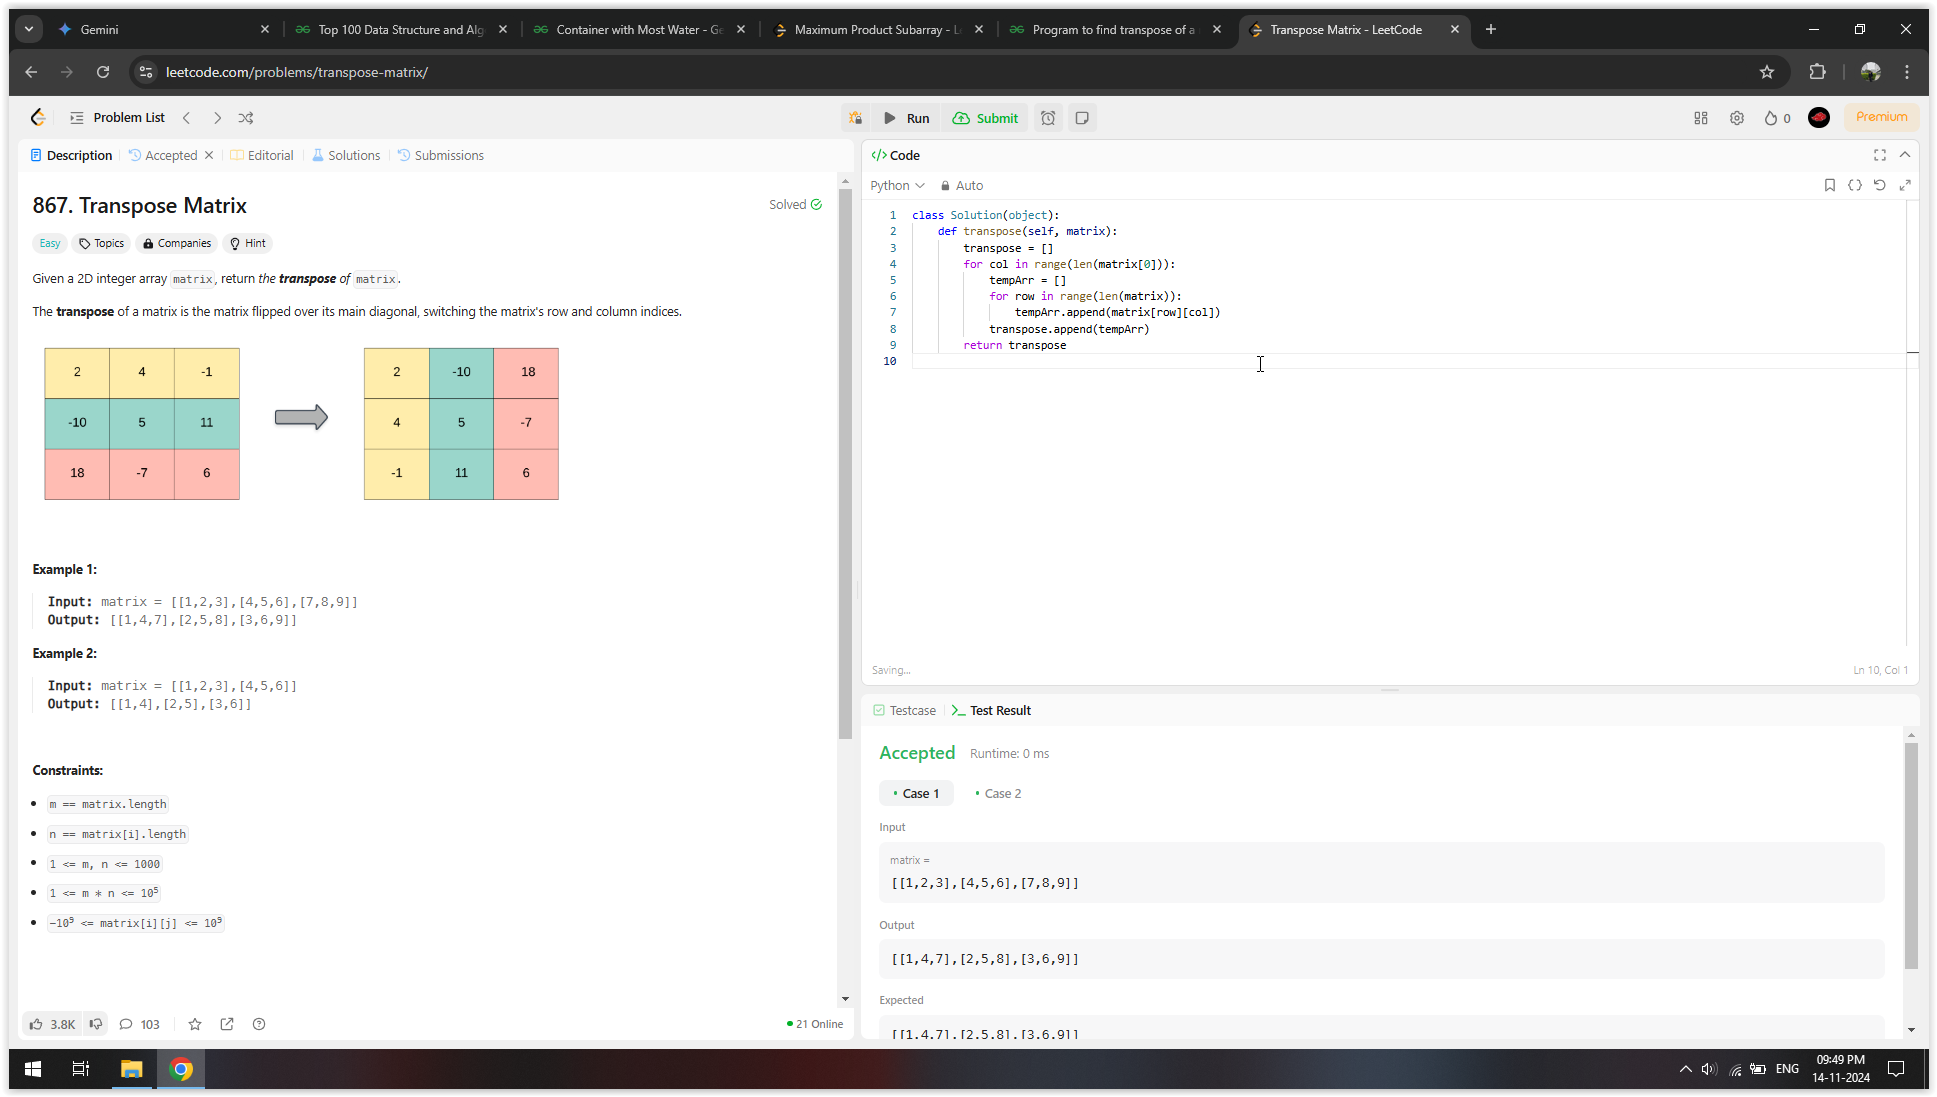 Gemini
Top 100 Data Structure and Alg
Container with Most Water - Ge
Maximum Product Subarray - L
Program to find transpose of a
Transpose Matrix - LeetCode
leetcode.com/problems/transpose-matrix/
Problem List
Run
Submit
0
Premium
Description
Accepted
Editorial
Solutions
Submissions
867. Transpose Matrix
Solved
Easy
Topics
Companies
Hint
Given a 2D integer array matrix, return the transpose of matrix.
The transpose of a matrix is the matrix flipped over its main diagonal, switching the matrix's row and column indices.
2 4 -1
-10 5 11
18 -7 6
2 -10 18
4 5 -7
-1 11 6
Example 1:
Input: matrix = [[1,2,3],[4,5,6],[7,8,9]]
Output: [[1,4,7],[2,5,8],[3,6,9]]
Example 2:
Input: matrix = [[1,2,3],[4,5,6]]
Output: [[1,4],[2,5],[3,6]]
Constraints:
m == matrix.length
n == matrix[i].length
1 <= m, n <= 1000
1 <= m * n <= 10⁵
-10⁹ <= matrix[i][j] <= 10⁹
3.8K
103
21 Online
</> Code
Python
Auto
1 class Solution(object):
2     def transpose(self, matrix):
3         transpose = []
4         for col in range(len(matrix[0])):
5             tempArr = []
6             for row in range(len(matrix)):
7                 tempArr.append(matrix[row][col])
8             transpose.append(tempArr)
9         return transpose
10
Saving...
Ln 10, Col 1
Testcase
>_ Test Result
Accepted
Runtime: 0 ms
• Case 1
• Case 2
Input
matrix =
[[1,2,3],[4,5,6],[7,8,9]]
Output
[[1,4,7],[2,5,8],[3,6,9]]
Expected
[[1,4,7],[2,5,8],[3,6,9]]
ENG
09:49 PM
14-11-2024